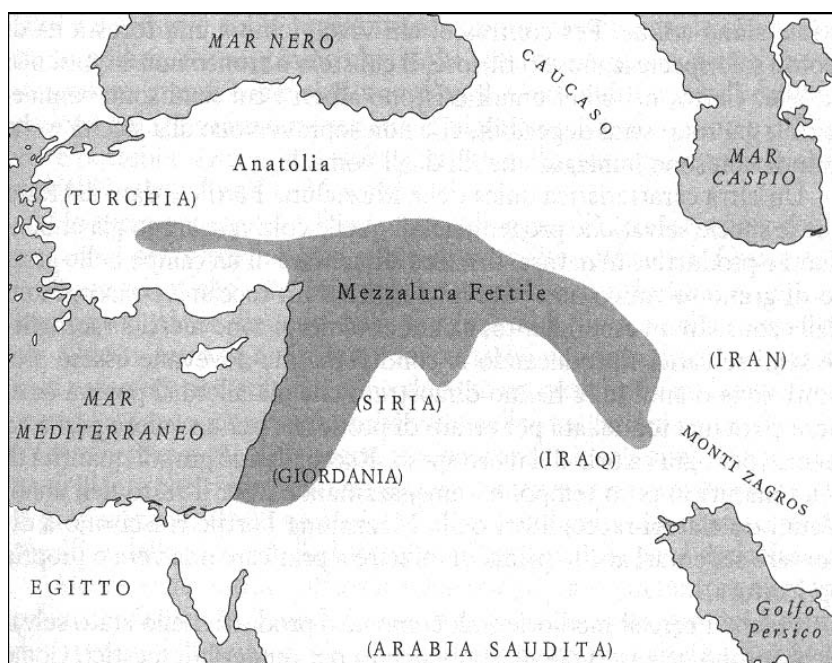 MAR NERO
CAUCASO
MAR
CASPIO
Anatolia
(TURCHIA)
Mezzaluna Fertile
(IRAN)
MAR
MEDITERRANEO
(SIRIA)
(IRAQ)
MONTI ZAGROS
(GIORDANIA)
EGITTO
Golfo
Persico
(ARABIA SAUDITA)